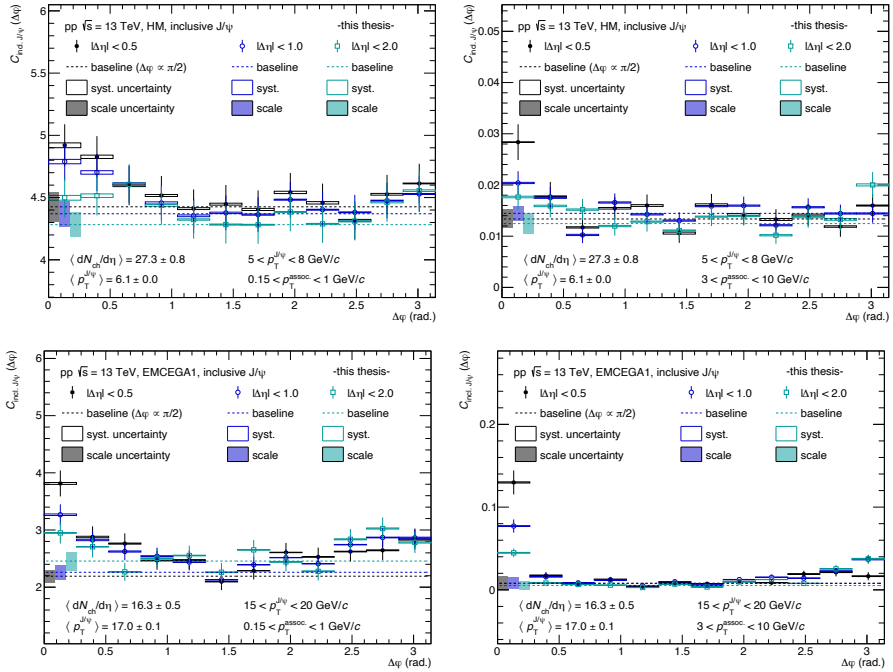 pp √s = 13 TeV, HM, inclusive J/ψ -this thesis-
|Δη| < 0.5 |Δη| < 1.0 |Δη| < 2.0
baseline (Δφ ∝ π/2) baseline baseline
syst. uncertainty syst. syst.
scale uncertainty scale scale
C incl. J/ψ (Δφ)
6
5.5
5
4.5
4
⟨ dN_ch/dη ⟩ = 27.3 ± 0.8 5 < p_T^J/ψ < 8 GeV/c
⟨ p_T^J/ψ ⟩ = 6.1 ± 0.0 0.15 < p_T^assoc. < 1 GeV/c
0 0.5 1 1.5 2 2.5 3
Δφ (rad.)
pp √s = 13 TeV, HM, inclusive J/ψ -this thesis-
|Δη| < 0.5 |Δη| < 1.0 |Δη| < 2.0
baseline (Δφ ∝ π/2) baseline baseline
syst. uncertainty syst. syst.
scale uncertainty scale scale
C incl. J/ψ (Δφ)
0.05
0.04
0.03
0.02
0.01
0
⟨ dN_ch/dη ⟩ = 27.3 ± 0.8 5 < p_T^J/ψ < 8 GeV/c
⟨ p_T^J/ψ ⟩ = 6.1 ± 0.0 3 < p_T^assoc. < 10 GeV/c
0 0.5 1 1.5 2 2.5 3
Δφ (rad.)
pp √s = 13 TeV, EMCEGA1, inclusive J/ψ -this thesis-
|Δη| < 0.5 |Δη| < 1.0 |Δη| < 2.0
baseline (Δφ ∝ π/2) baseline baseline
syst. uncertainty syst. syst.
scale uncertainty scale scale
C incl. J/ψ (Δφ)
6
5
4
3
2
1
⟨ dN_ch/dη ⟩ = 16.3 ± 0.5 15 < p_T^J/ψ < 20 GeV/c
⟨ p_T^J/ψ ⟩ = 17.0 ± 0.1 0.15 < p_T^assoc. < 1 GeV/c
0 0.5 1 1.5 2 2.5 3
Δφ (rad.)
pp √s = 13 TeV, EMCEGA1, inclusive J/ψ -this thesis-
|Δη| < 0.5 |Δη| < 1.0 |Δη| < 2.0
baseline (Δφ ∝ π/2) baseline baseline
syst. uncertainty syst. syst.
scale uncertainty scale scale
C incl. J/ψ (Δφ)
0.2
0.1
0
⟨ dN_ch/dη ⟩ = 16.3 ± 0.5 15 < p_T^J/ψ < 20 GeV/c
⟨ p_T^J/ψ ⟩ = 17.0 ± 0.1 3 < p_T^assoc. < 10 GeV/c
0 0.5 1 1.5 2 2.5 3
Δφ (rad.)